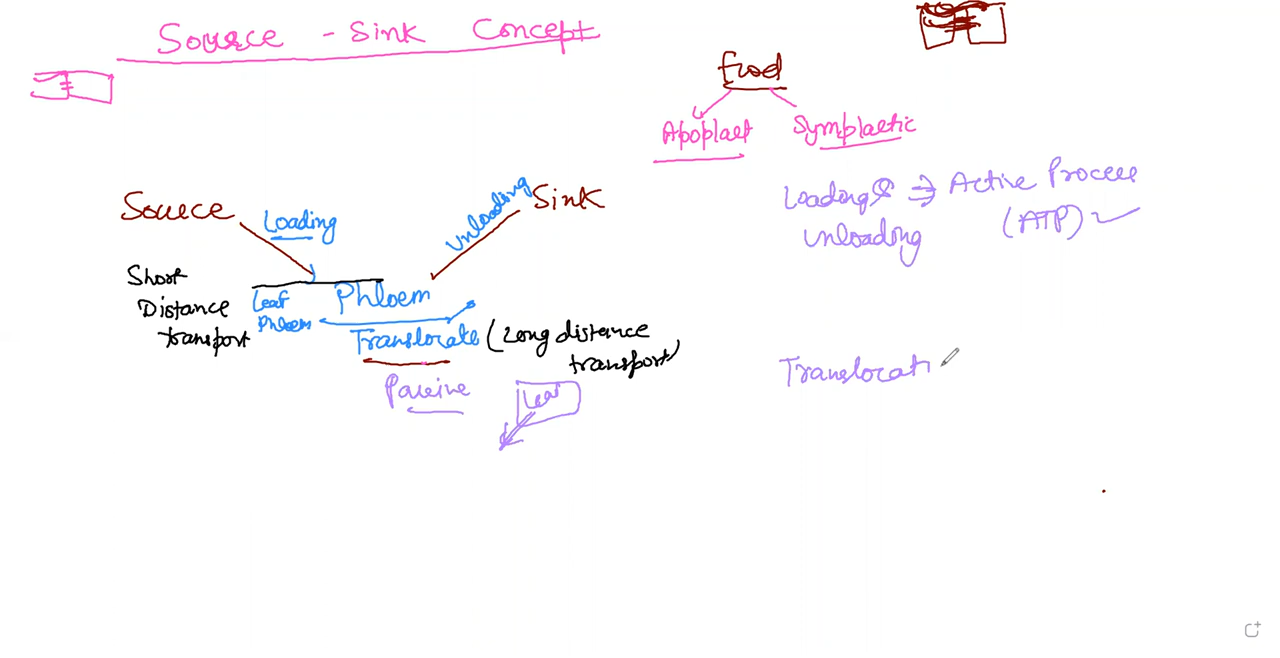 Source - Sink Concept
food
Apoplast
Symplastic
Source
Loading
Unloading
Sink
Loading & ⇒ Active Process
Unloading
(ATP) ✓
Short
Distance
transport
Leaf
Phloem
Phloem
Translocate (Long distance
transport)
Passive
Leaf
Translocati